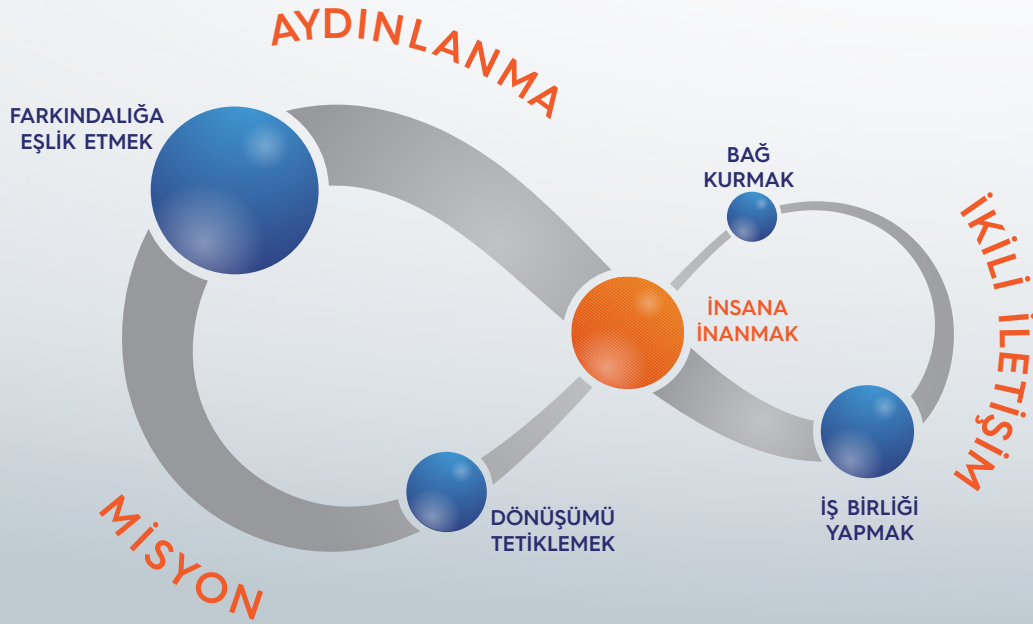 AYDINLANMA
FARKINDALIĞA
EŞLİK ETMEK
BAĞ
KURMAK
İKİLİ İLETİŞİM
İNSANA
İNANMAK
MİSYON
DÖNÜŞÜMÜ
TETİKLEMEK
İŞ BİRLİĞİ
YAPMAK